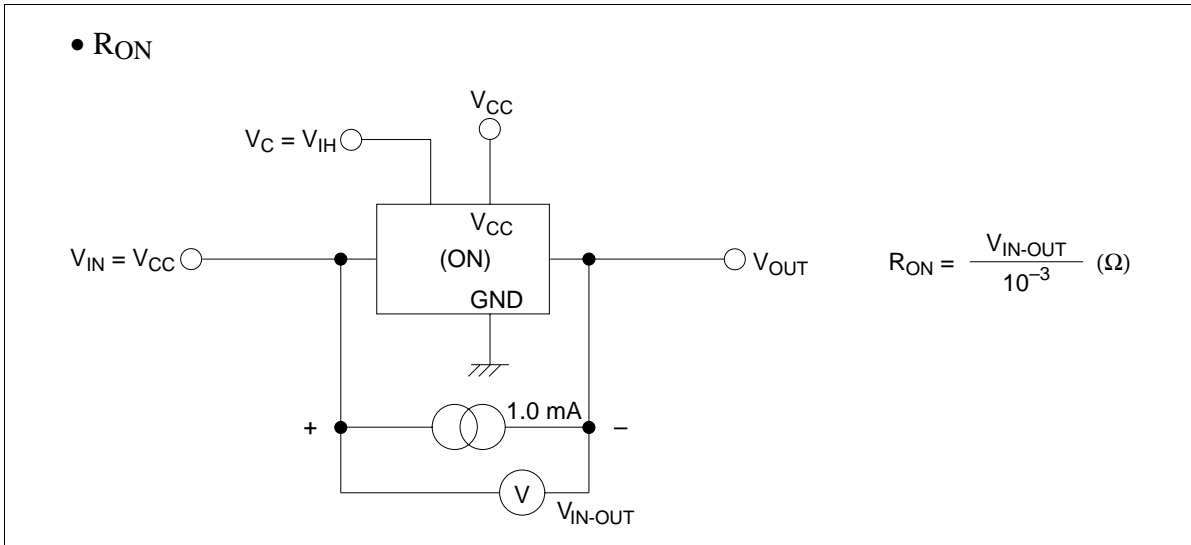 • RON
VCC
VC = VIH
VCC
VIN = VCC
(ON)
VOUT
RON = VIN-OUT / 10–3 (Ω)
GND
1.0 mA
+
–
V
VIN-OUT